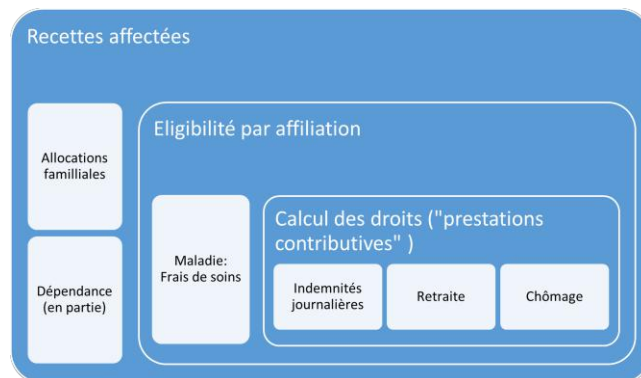 Recettes affectées
Eligibilité par affiliation
Allocations
familliales
Calcul des droits ("prestations
contributives" )
Maladie:
Frais de soins
Indemnités
journalières
Retraite
Chômage
Dépendance
(en partie)